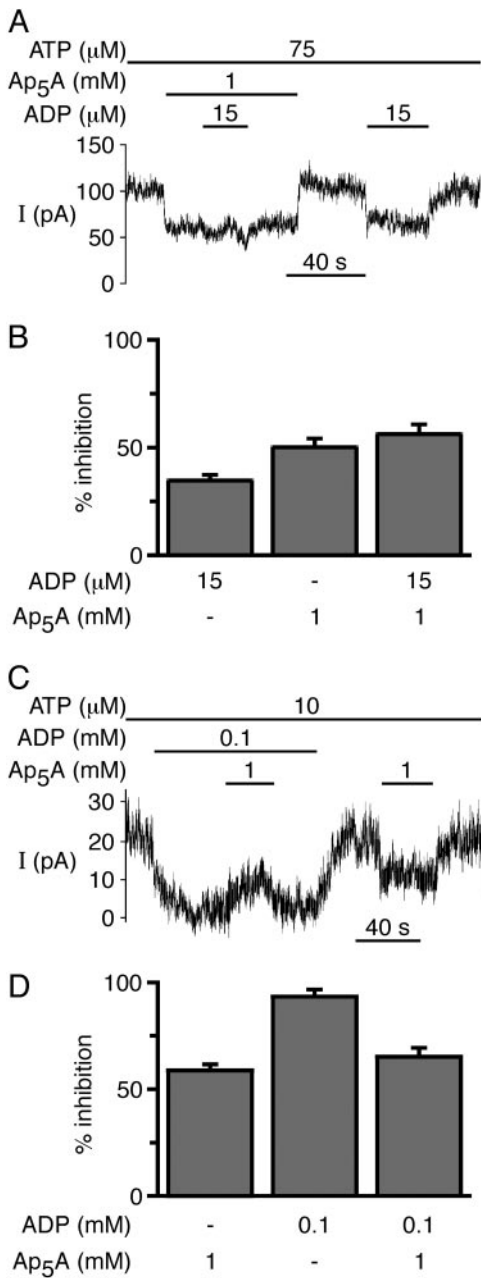 A
ATP (μM) 75
Ap5A (mM) 1
ADP (μM) 15 15
150
100
I (pA)
50
0
40 s
B
100
% inhibition
50
0
ADP (μM) 15 - 15
Ap5A (mM) - 1 1
C
ATP (μM) 10
ADP (mM) 0.1
Ap5A (mM) 1 1
30
20
I (pA)
10
0
40 s
D
100
% inhibition
50
0
ADP (mM) - 0.1 0.1
Ap5A (mM) 1 - 1